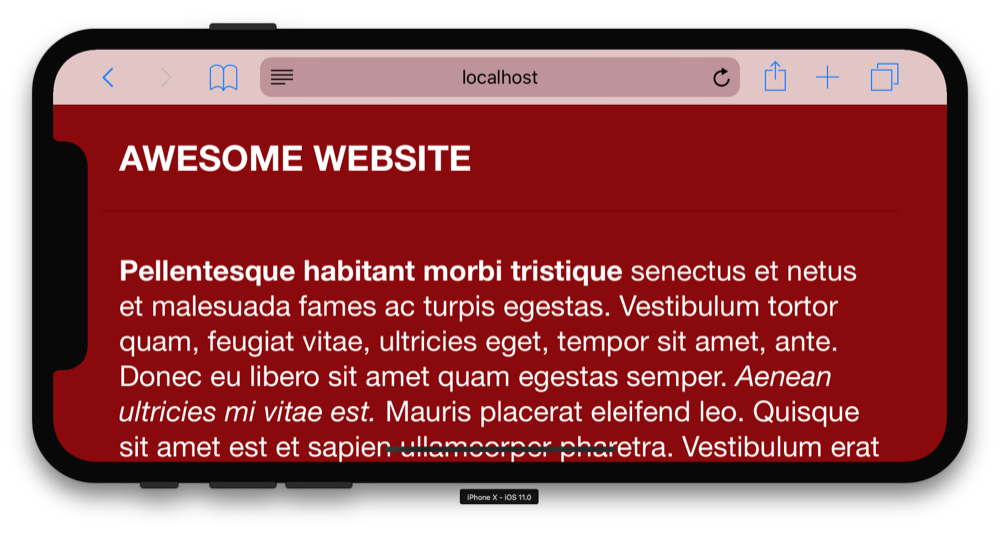 localhost
AWESOME WEBSITE
Pellentesque habitant morbi tristique senectus et netus
et malesuada fames ac turpis egestas. Vestibulum tortor
quam, feugiat vitae, ultricies eget, tempor sit amet, ante.
Donec eu libero sit amet quam egestas semper. Aenean
ultricies mi vitae est. Mauris placerat eleifend leo. Quisque
sit amet est et sapien ullamcorper pharetra. Vestibulum erat
iPhone X - iOS 11.0